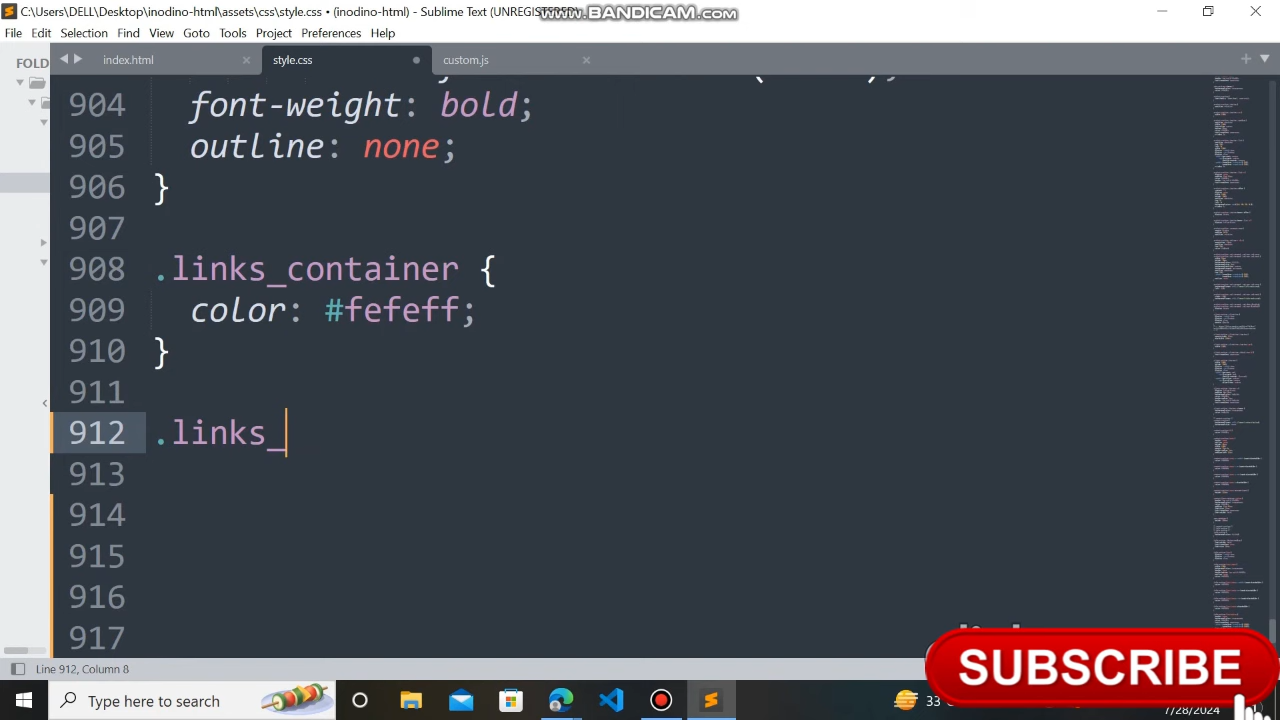 C:\Users\DELL\Desktop\inodino-html\assets\css\style.css • (inodino-html) - Sublime Text (UNREGISTERED)
www.BANDICAM.com
File Edit Selection Find View Goto Tools Project Preferences Help
FOLD
index.html
style.css
custom.js
904 font-weight: bold;
905 outline: none;
906 }
907
908 .links_container {
909 color: #fefeff;
910 }
911
912 .links_
913
914
915
916
917
Line 912, Column 8
SUBSCRIBE
Type here to search
33
7/28/2024